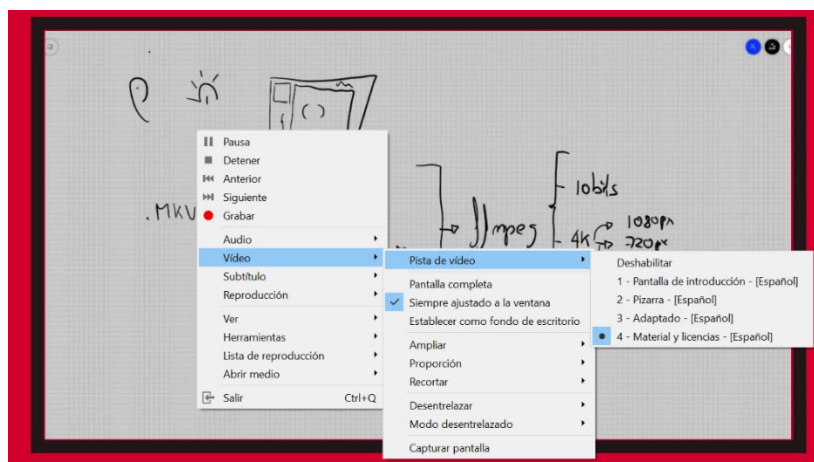 Pausa
Detener
Anterior
Siguiente
Grabar
Audio
Vídeo
Subtítulo
Reproducción
Ver
Herramientas
Lista de reproducción
Abrir medio
Salir Ctrl+Q
Pista de vídeo
Pantalla completa
Siempre ajustado a la ventana
Establecer como fondo de escritorio
Ampliar
Proporción
Recortar
Desentrelazar
Modo desentrelazado
Capturar pantalla
Deshabilitar
1 - Pantalla de introducción - [Español]
2 - Pizarra - [Español]
3 - Adaptado - [Español]
4 - Material y licencias - [Español]
.MKV
10bits
4K
1080px
720px